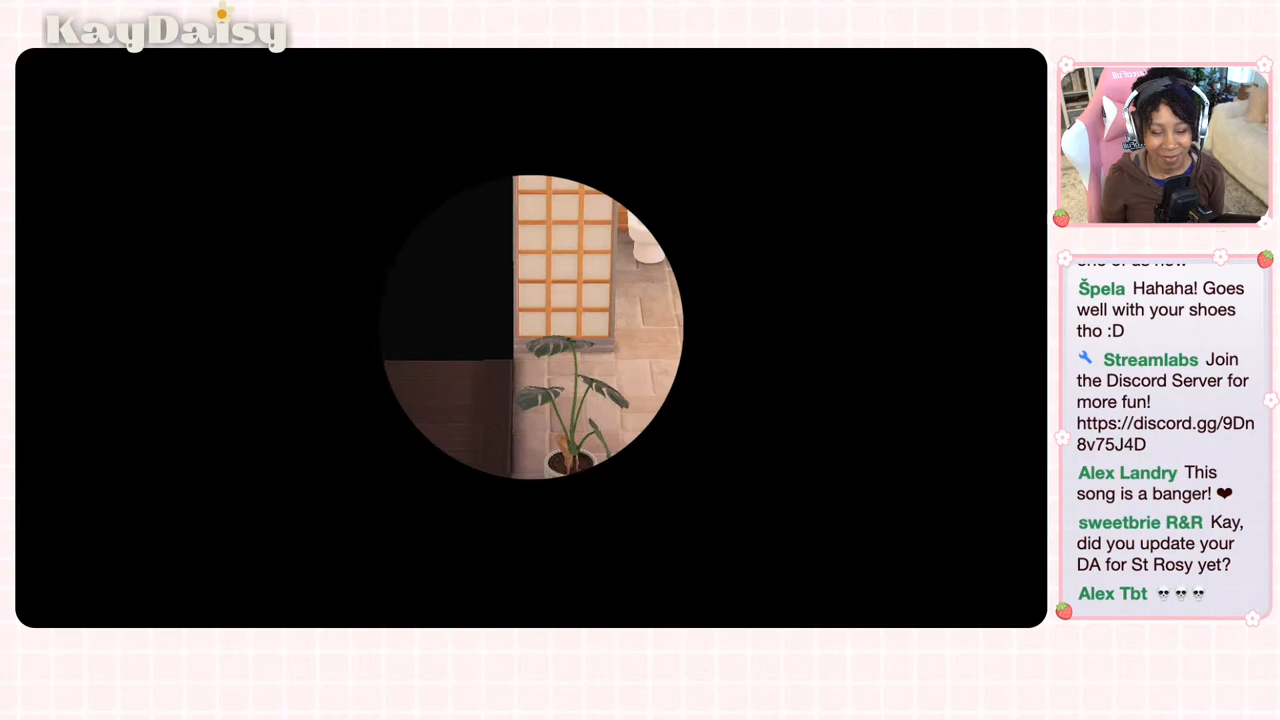 KayDaisy
Špela Hahaha! Goes
well with your shoes
tho :D
Streamlabs Join
the Discord Server for
more fun!
https://discord.gg/9Dn
8v75J4D
Alex Landry This
song is a banger! ❤
sweetbrie R&R Kay,
did you update your
DA for St Rosy yet?
Alex Tbt 💀💀💀